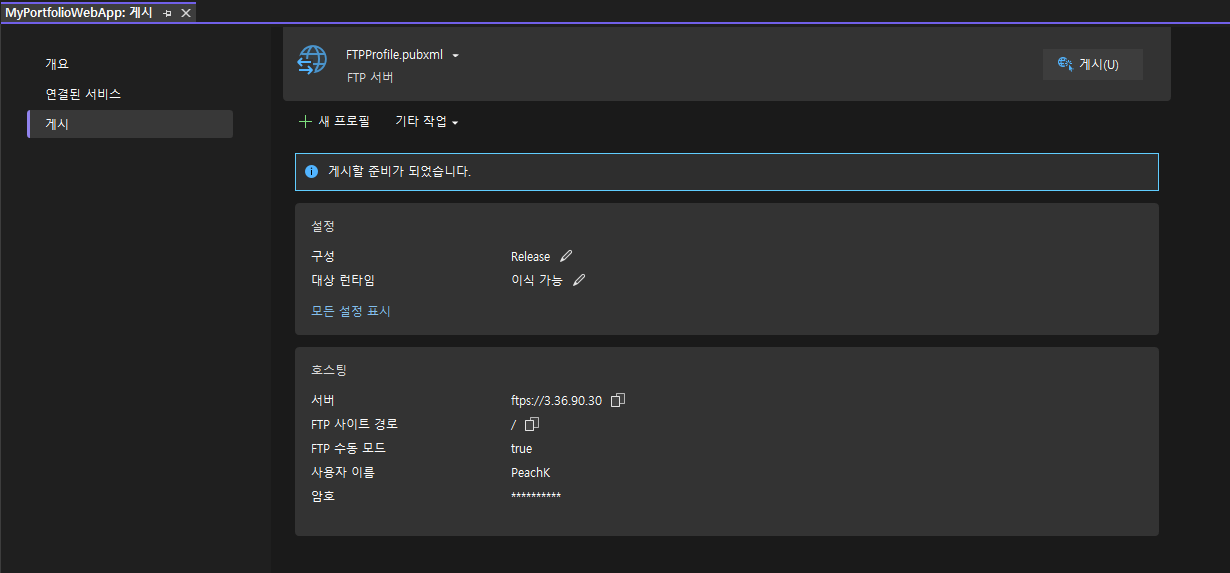 MyPortfolioWebApp: 게시
개요
연결된 서비스
게시
FTPProfile.pubxml
FTP 서버
게시(U)
새 프로필 기타 작업
게시할 준비가 되었습니다.
설정
구성 Release
대상 런타임 이식 가능
모든 설정 표시
호스팅
서버 ftps://3.36.90.30
FTP 사이트 경로 /
FTP 수동 모드 true
사용자 이름 PeachK
암호 **********